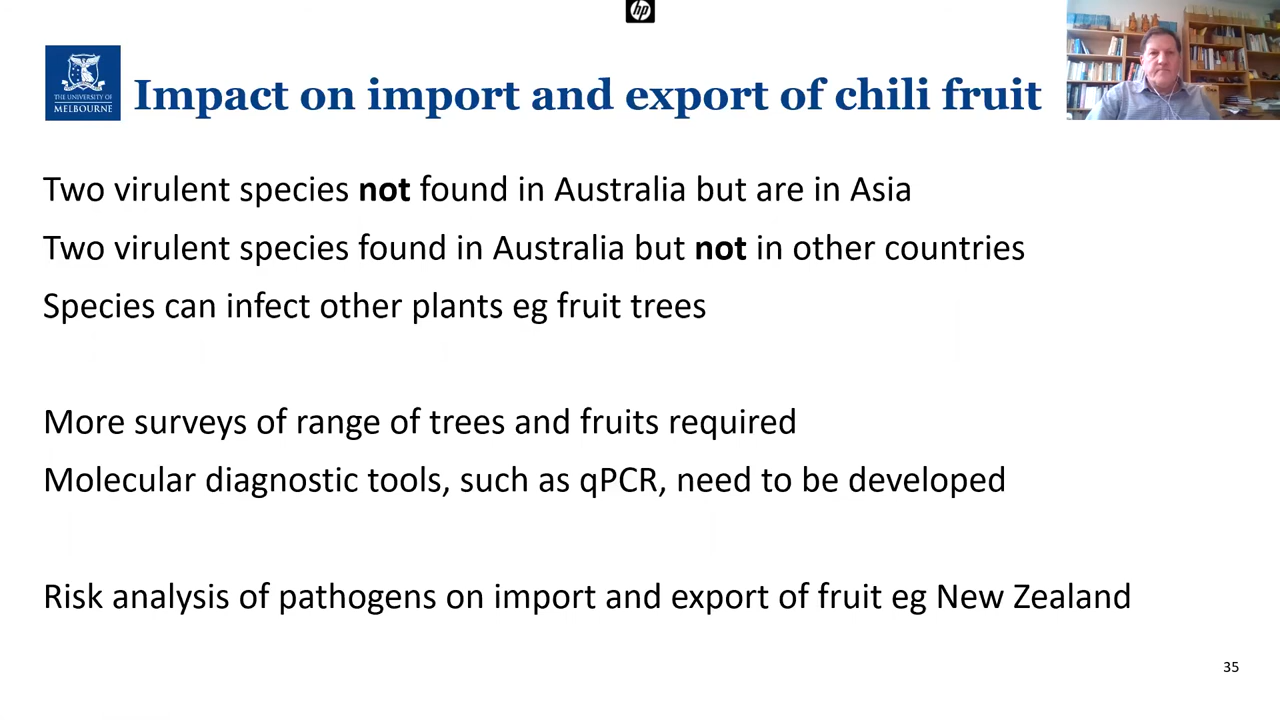 hp
THE UNIVERSITY OF
MELBOURNE
Impact on import and export of chili fruit
Two virulent species not found in Australia but are in Asia
Two virulent species found in Australia but not in other countries
Species can infect other plants eg fruit trees
More surveys of range of trees and fruits required
Molecular diagnostic tools, such as qPCR, need to be developed
Risk analysis of pathogens on import and export of fruit eg New Zealand
35